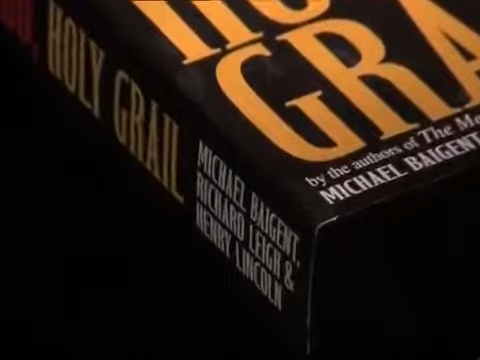 HOLY GRAIL
MICHAEL BAIGENT,
RICHARD LEIGH &
HENRY LINCOLN
GRA
by the authors of The Me
MICHAEL BAIGENT